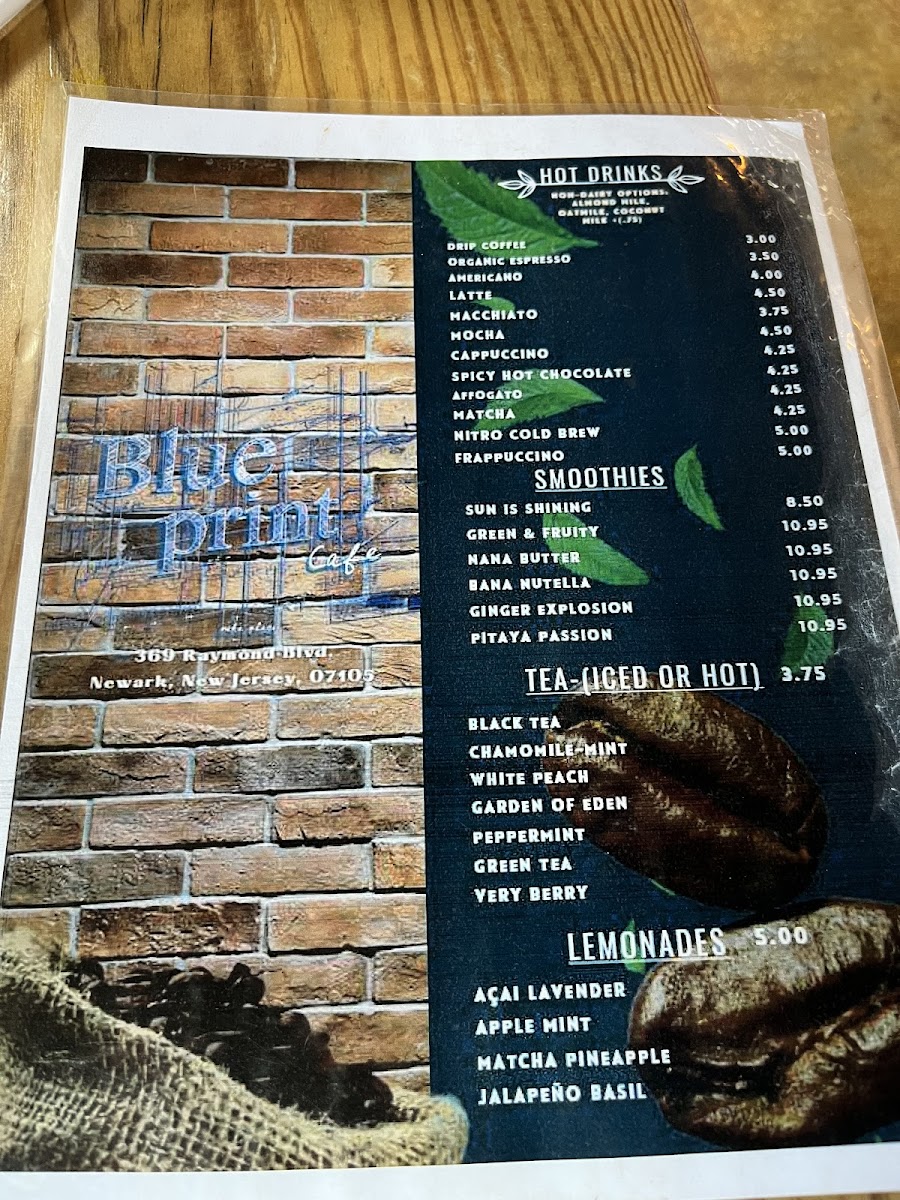 Blue
print
Cafe
369 Raymond Blvd.
Newark, New Jersey, 07105
HOT DRINKS
NON-DAIRY OPTIONS:
ALMOND MILK,
OATMILK, COCONUT
MILK +(.75)
DRIP COFFEE 3.00
ORGANIC ESPRESSO 3.50
AMERICANO 4.00
LATTE 4.50
MACCHIATO 3.75
MOCHA 4.50
CAPPUCCINO 4.25
SPICY HOT CHOCOLATE 4.25
AFFOGATO 4.25
MATCHA 4.25
NITRO COLD BREW 5.00
FRAPPUCCINO 5.00
SMOOTHIES
SUN IS SHINING 8.50
GREEN & FRUITY 10.95
NANA BUTTER 10.95
BANA NUTELLA 10.95
GINGER EXPLOSION 10.95
PITAYA PASSION 10.95
TEA-(ICED OR HOT) 3.75
BLACK TEA
CHAMOMILE-MINT
WHITE PEACH
GARDEN OF EDEN
PEPPERMINT
GREEN TEA
VERY BERRY
LEMONADES 5.00
AÇAI LAVENDER
APPLE MINT
MATCHA PINEAPPLE
JALAPEÑO BASIL